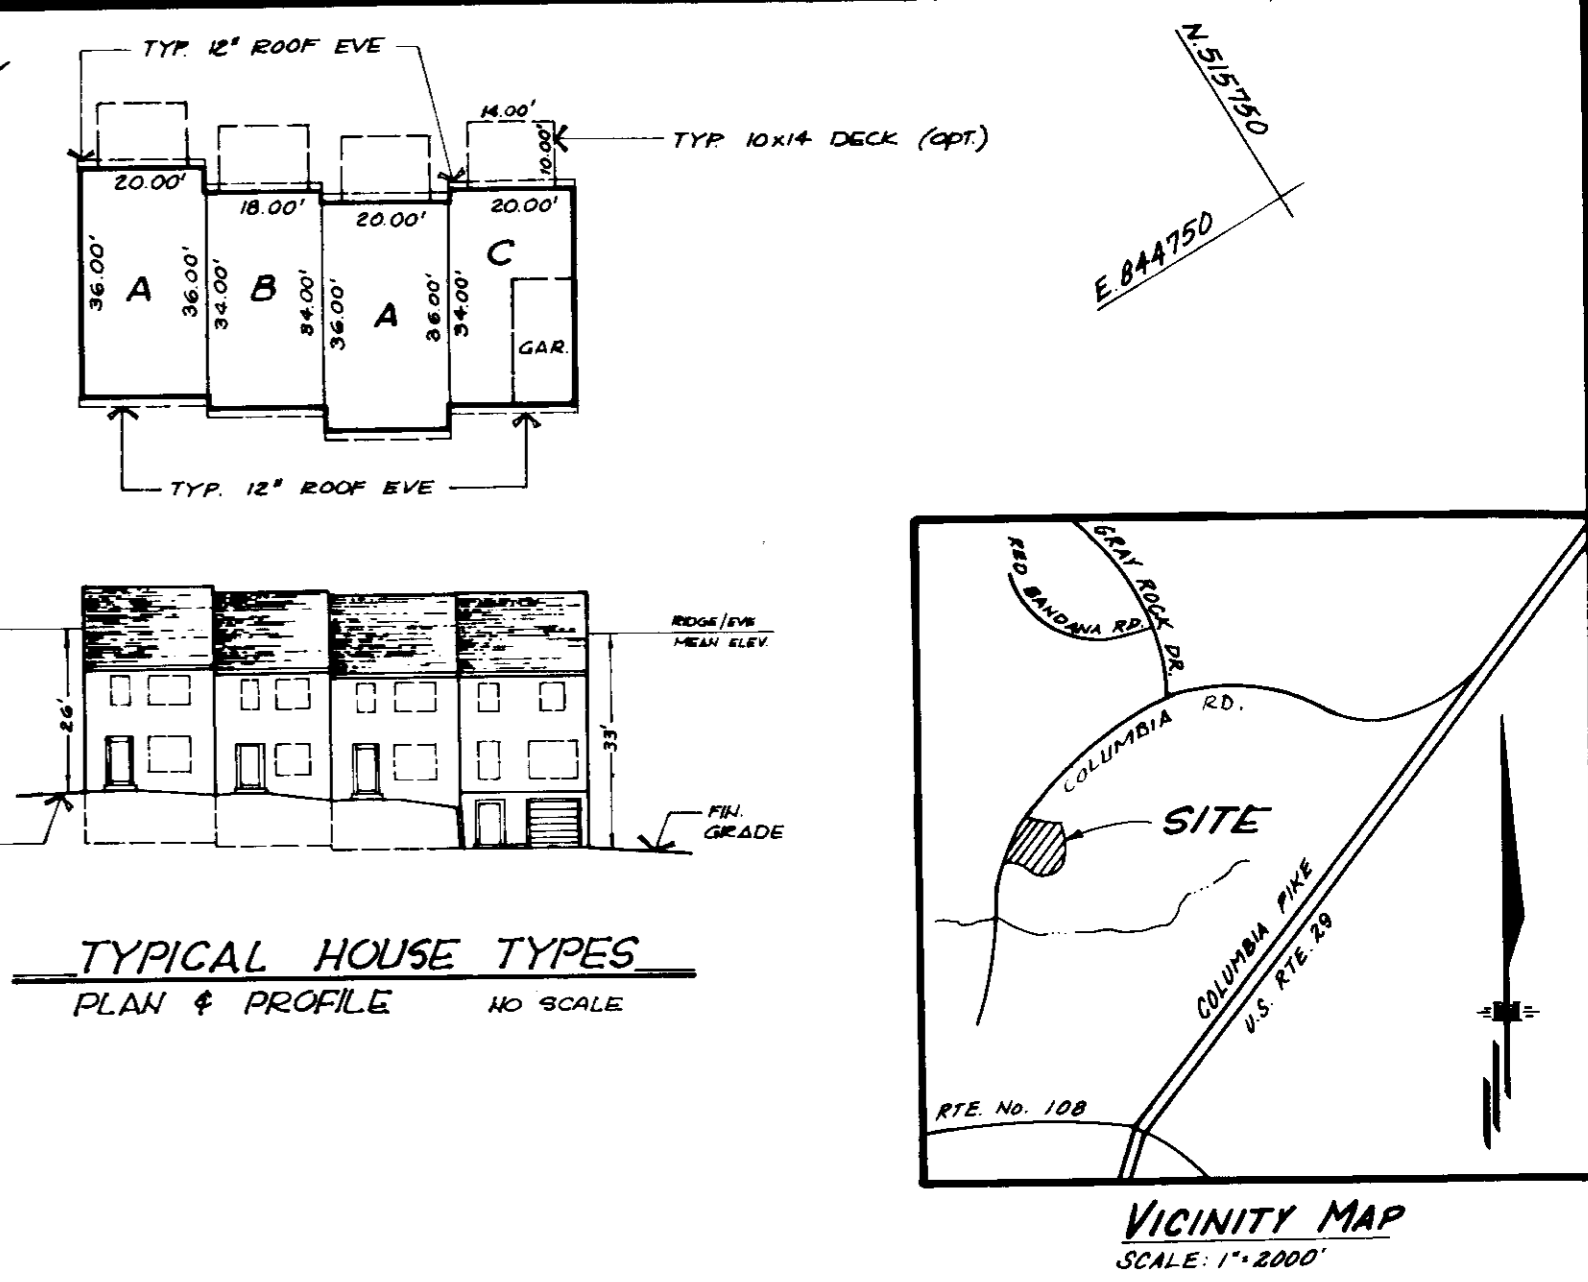 TYP. 12" ROOF EVE
14.00'
10.00'
TYP. 10x14 DECK (OPT.)
20.00'
18.00'
20.00'
20.00'
36.00'
A
36.00'
34.00'
B
34.00'
36.00'
A
36.00'
34.00'
C
GAR.
TYP. 12" ROOF EVE
N.515750
E.844750
RIDGE/EVE
MEAN ELEV.
26'
33'
FIN.
GRADE
TYPICAL HOUSE TYPES
PLAN & PROFILE NO SCALE
RED BANDANA RD.
GRAY ROCK DR.
COLUMBIA RD.
SITE
COLUMBIA PIKE
U.S. RTE. 29
RTE. No. 108
VICINITY MAP
SCALE: 1"=2000'